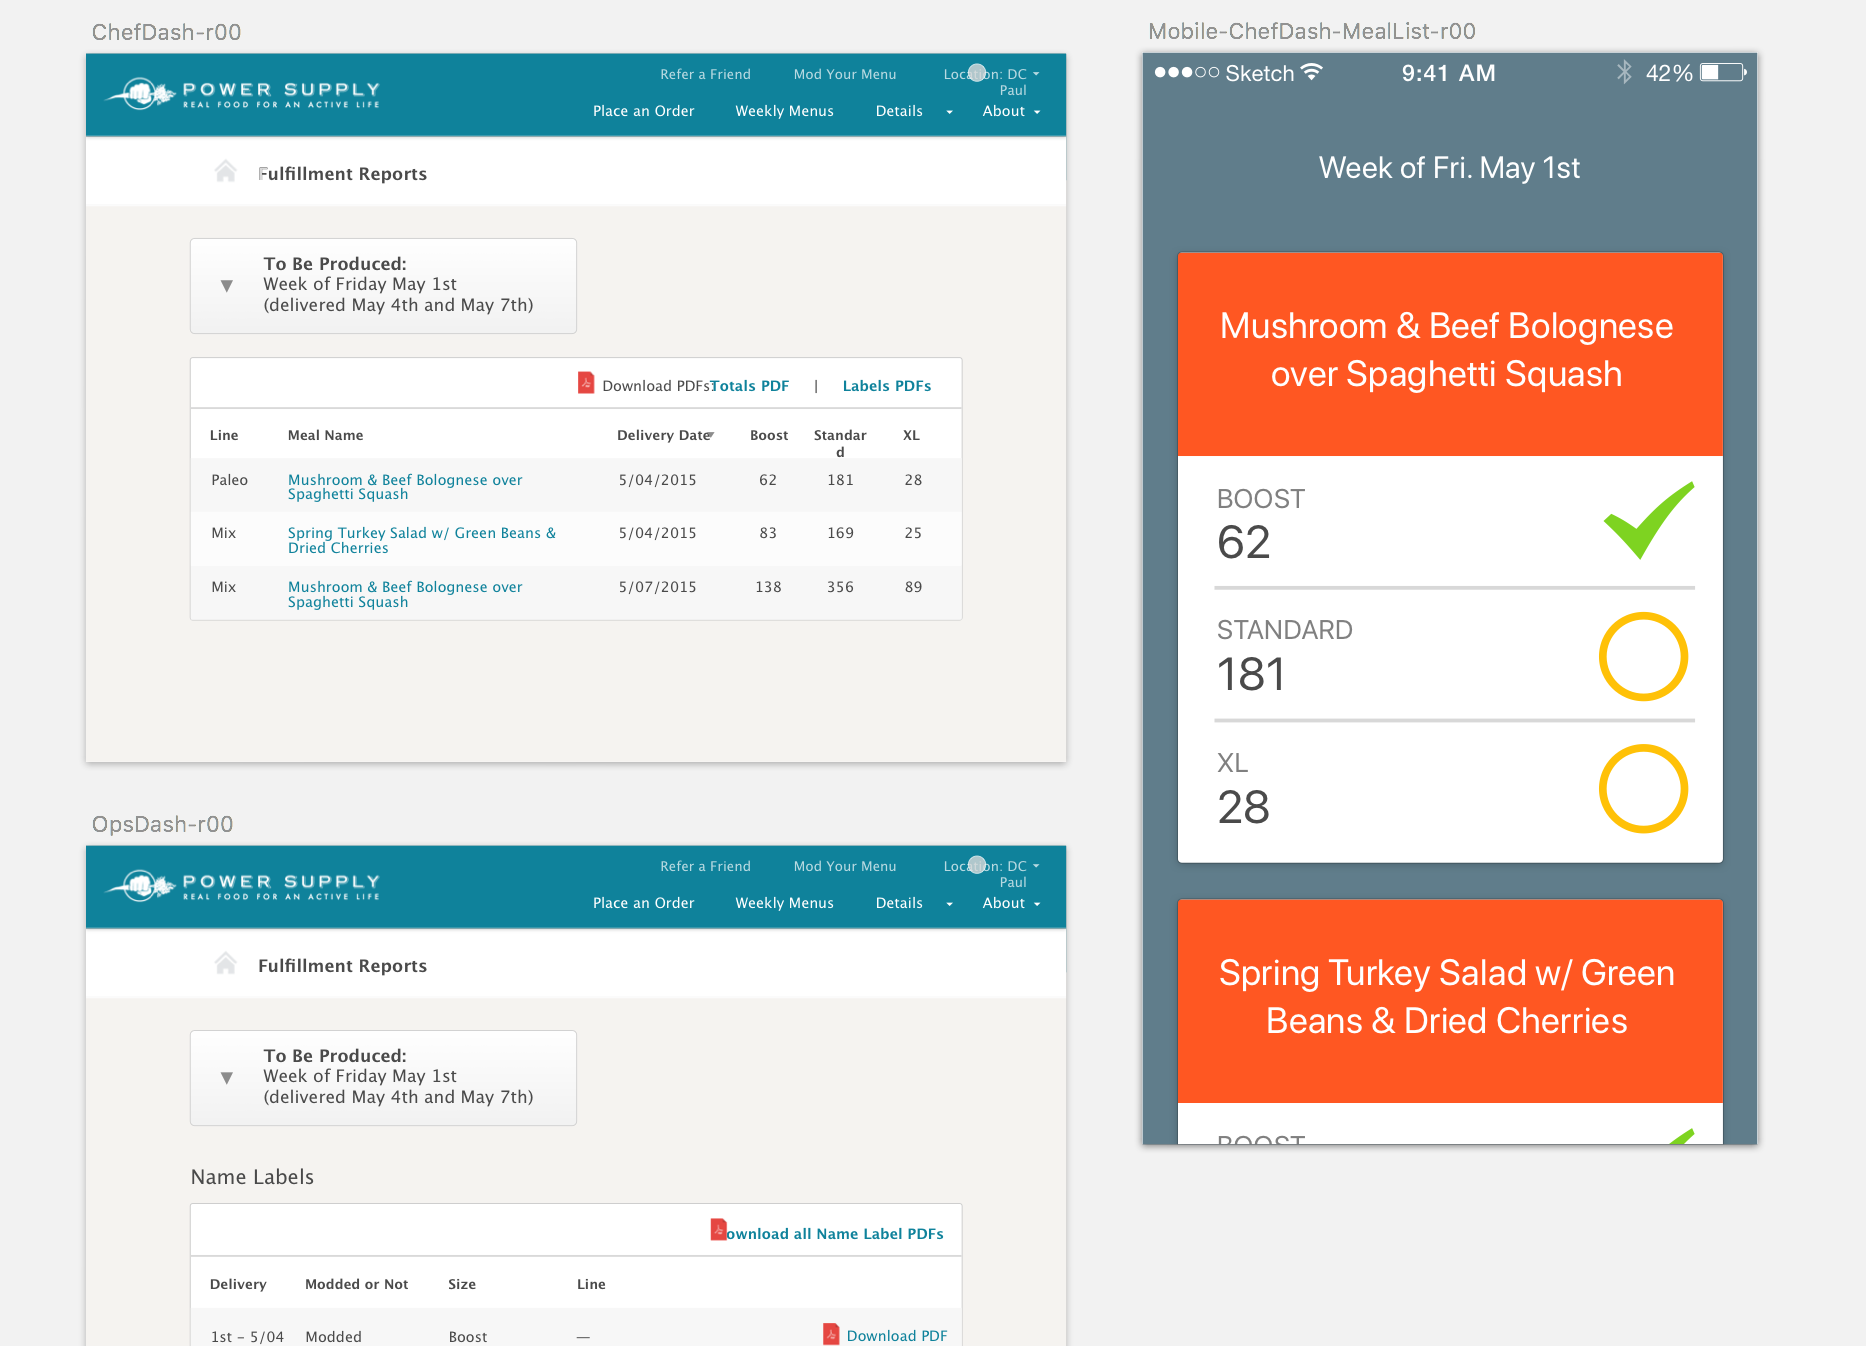 ChefDash-r00
POWER SUPPLY
REAL FOOD FOR AN ACTIVE LIFE
Refer a Friend Mod Your Menu Location: DC
Paul
Place an Order Weekly Menus Details About
Fulfillment Reports
To Be Produced:
Week of Friday May 1st
(delivered May 4th and May 7th)
Download PDFs Totals PDF | Labels PDFs
Line Meal Name Delivery Date Boost Standar XL
d
Paleo Mushroom & Beef Bolognese over 5/04/2015 62 181 28
Spaghetti Squash
Mix Spring Turkey Salad w/ Green Beans & 5/04/2015 83 169 25
Dried Cherries
Mix Mushroom & Beef Bolognese over 5/07/2015 138 356 89
Spaghetti Squash
OpsDash-r00
POWER SUPPLY
REAL FOOD FOR AN ACTIVE LIFE
Refer a Friend Mod Your Menu Location: DC
Paul
Place an Order Weekly Menus Details About
Fulfillment Reports
To Be Produced:
Week of Friday May 1st
(delivered May 4th and May 7th)
Name Labels
ownload all Name Label PDFs
Delivery Modded or Not Size Line
1st – 5/04 Modded Boost — Download PDF
Mobile-ChefDash-MealList-r00
Sketch 9:41 AM 42%
Week of Fri. May 1st
Mushroom & Beef Bolognese
over Spaghetti Squash
BOOST
62
STANDARD
181
XL
28
Spring Turkey Salad w/ Green
Beans & Dried Cherries
BOOST